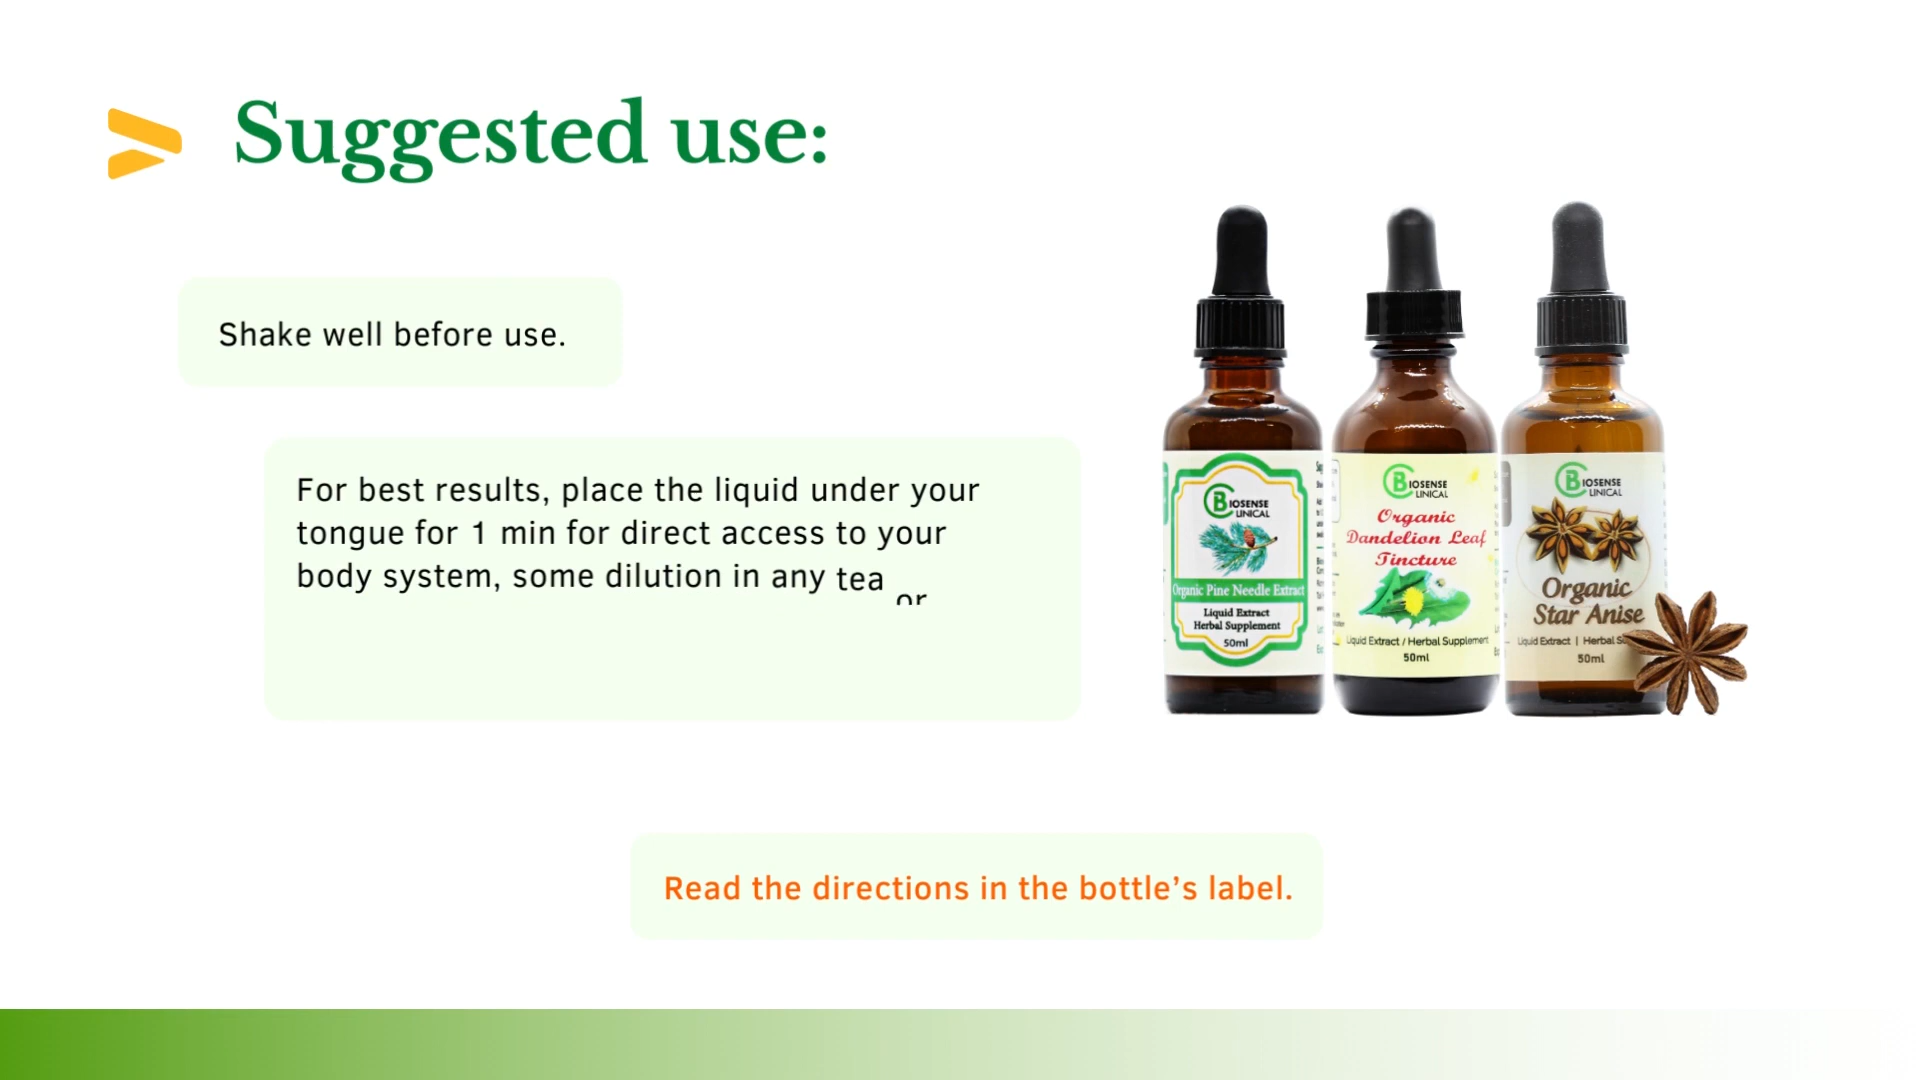 Suggested use:
Shake well before use.
For best results, place the liquid under your
tongue for 1 min for direct access to your
body system, some dilution in any tea or
BIOSENSE
CLINICAL
Organic Pine Needle Extract
Liquid Extract
Herbal Supplement
50ml
BIOSENSE
CLINICAL
Organic
Dandelion Leaf
Tincture
Liquid Extract / Herbal Supplement
50ml
BIOSENSE
CLINICAL
Organic
Star Anise
Liquid Extract | Herbal
50ml
Read the directions in the bottle’s label.